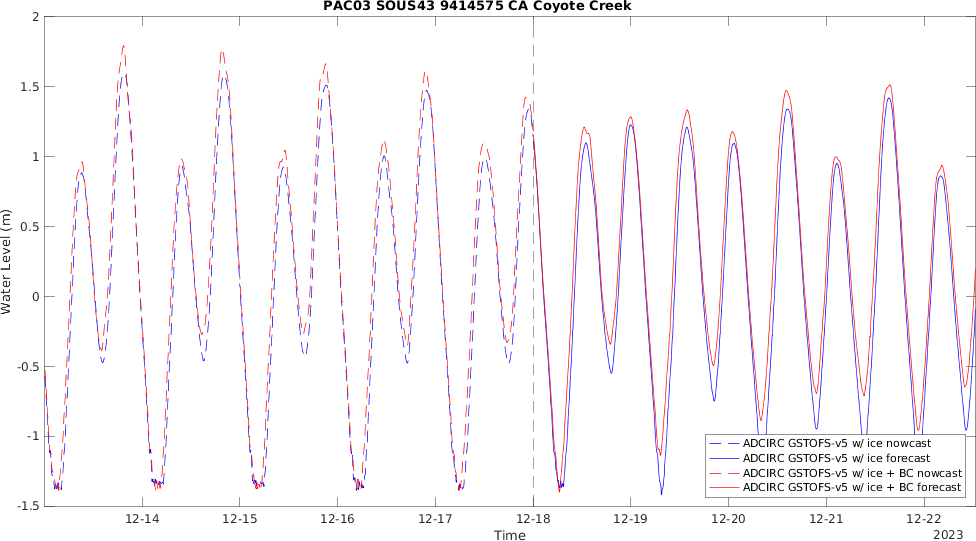 PAC03 SOUS43 9414575 CA Coyote Creek
2
1.5
1
0.5
0
-0.5
-1
-1.5
Water Level (m)
12-14
12-15
12-16
12-17
12-18
12-19
12-20
12-21
12-22
Time
2023
ADCIRC GSTOFS-v5 w/ ice nowcast
ADCIRC GSTOFS-v5 w/ ice forecast
ADCIRC GSTOFS-v5 w/ ice + BC nowcast
ADCIRC GSTOFS-v5 w/ ice + BC forecast